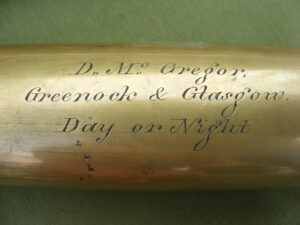 D. Mc Gregor,
Greenock & Glasgow.
Day or Night